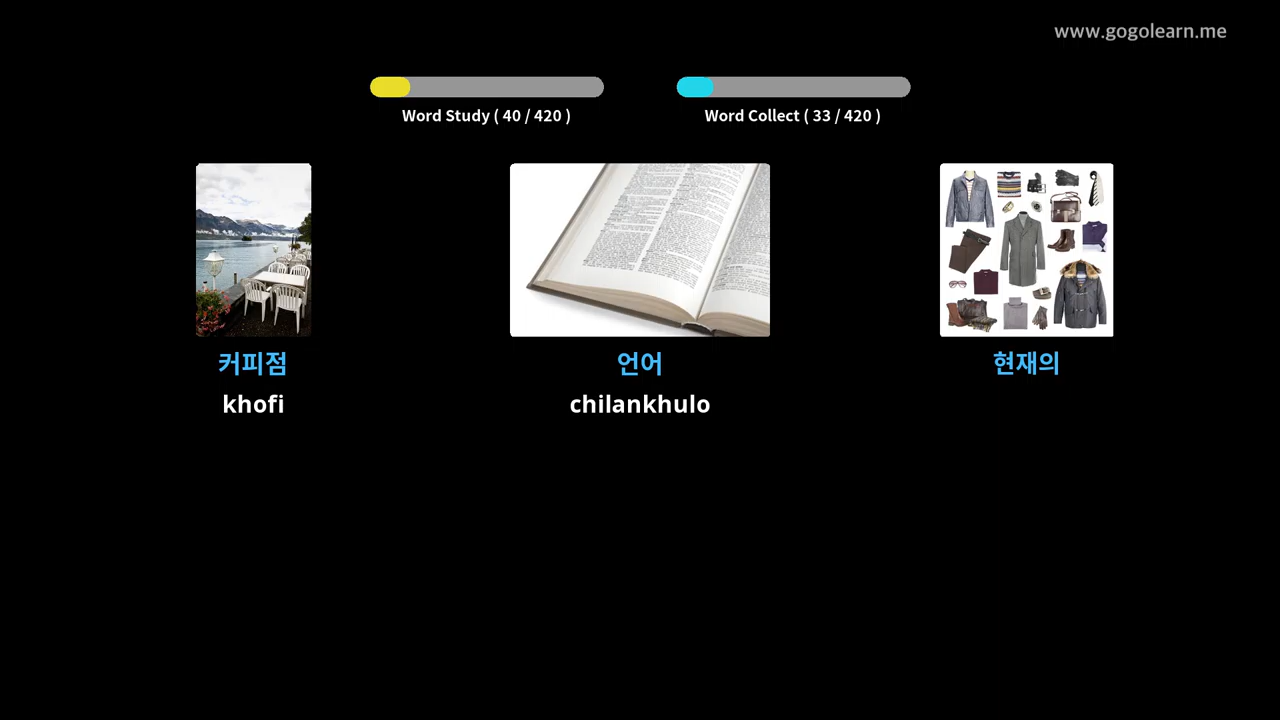 www.gogolearn.me
Word Study ( 40 / 420 )
Word Collect ( 33 / 420 )
커피점
언어
현재의
khofi
chilankhulo